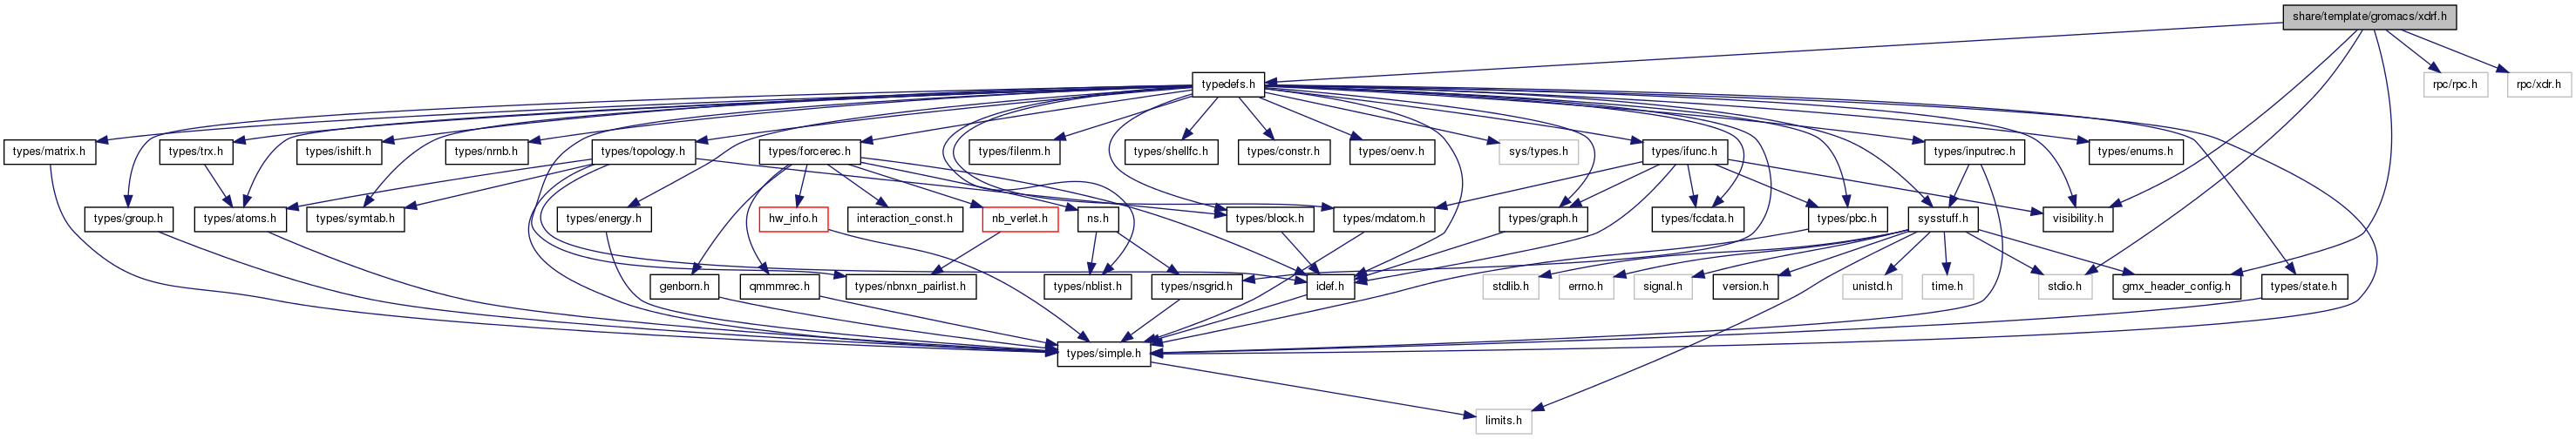 share/template/gromacs/xdrf.h
typedefs.h
rpc/rpc.h
rpc/xdr.h
types/matrix.h
types/trx.h
types/ishift.h
types/nrnb.h
types/topology.h
types/forcerec.h
types/filenm.h
types/shellfc.h
types/constr.h
types/oenv.h
sys/types.h
types/ifunc.h
types/inputrec.h
types/enums.h
types/group.h
types/atoms.h
types/symtab.h
types/energy.h
hw_info.h
interaction_const.h
nb_verlet.h
ns.h
types/block.h
types/mdatom.h
types/graph.h
types/fcdata.h
types/pbc.h
sysstuff.h
visibility.h
genborn.h
qmmmrec.h
types/nbnxn_pairlist.h
types/nblist.h
types/nsgrid.h
idef.h
stdlib.h
errno.h
signal.h
version.h
unistd.h
time.h
stdio.h
gmx_header_config.h
types/state.h
types/simple.h
limits.h